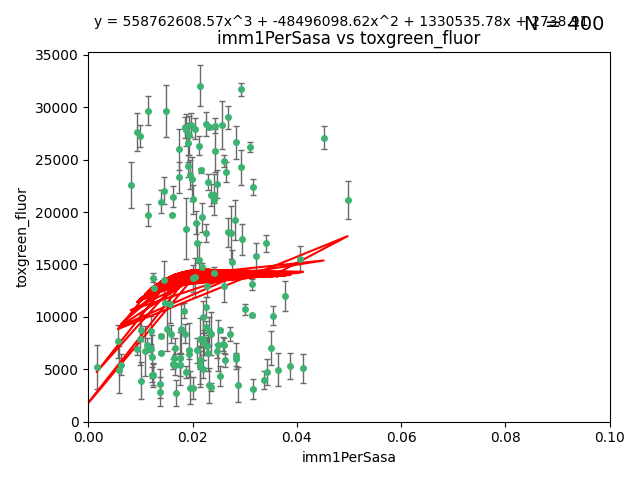 y = 558762608.57x^3 + -48496098.62x^2 + 1330535.78x +
N = 400
imm1PerSasa vs toxgreen_fluor
35000
30000
25000
20000
15000
10000
5000
0
toxgreen_fluor
0.00 0.02 0.04 0.06 0.08 0.10
imm1PerSasa